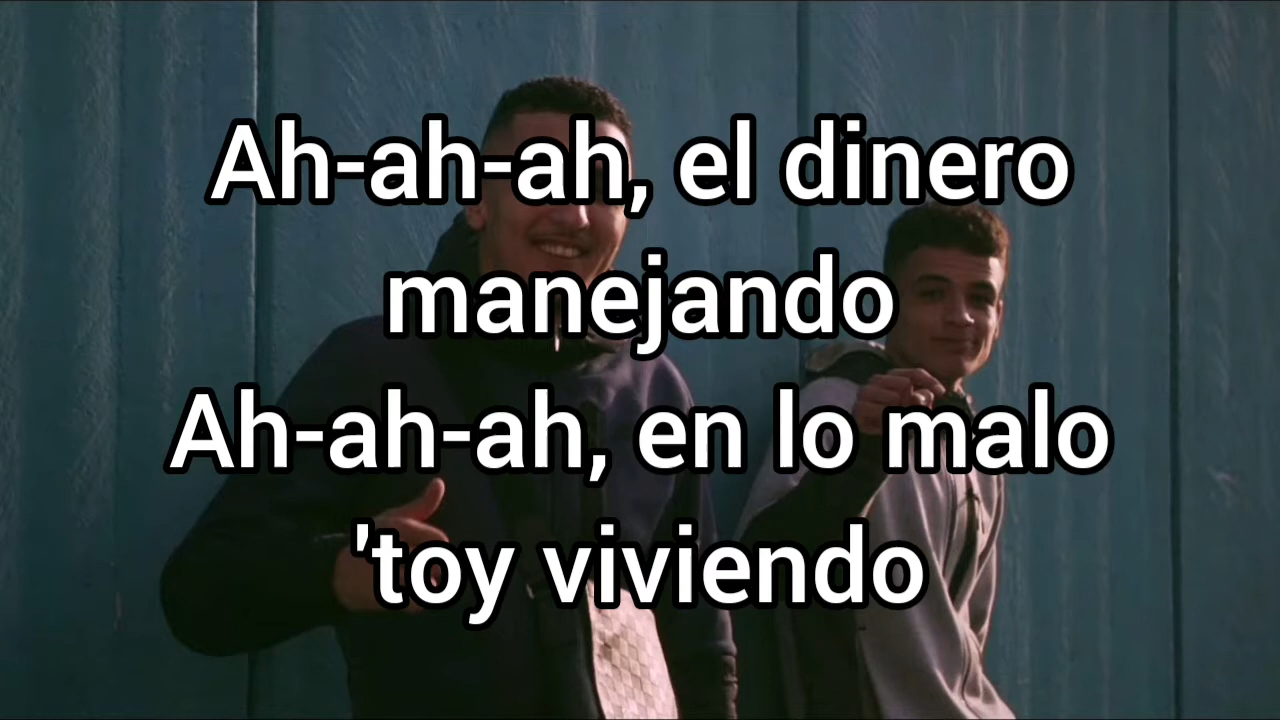 Ah-ah-ah, el dinero
manejando
Ah-ah-ah, en lo malo
'toy viviendo